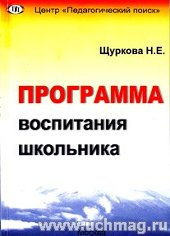 Центр «Педагогический поиск»
Щуркова Н.Е.
ПРОГРАММА
воспитания
школьника
www.uchmag.ru